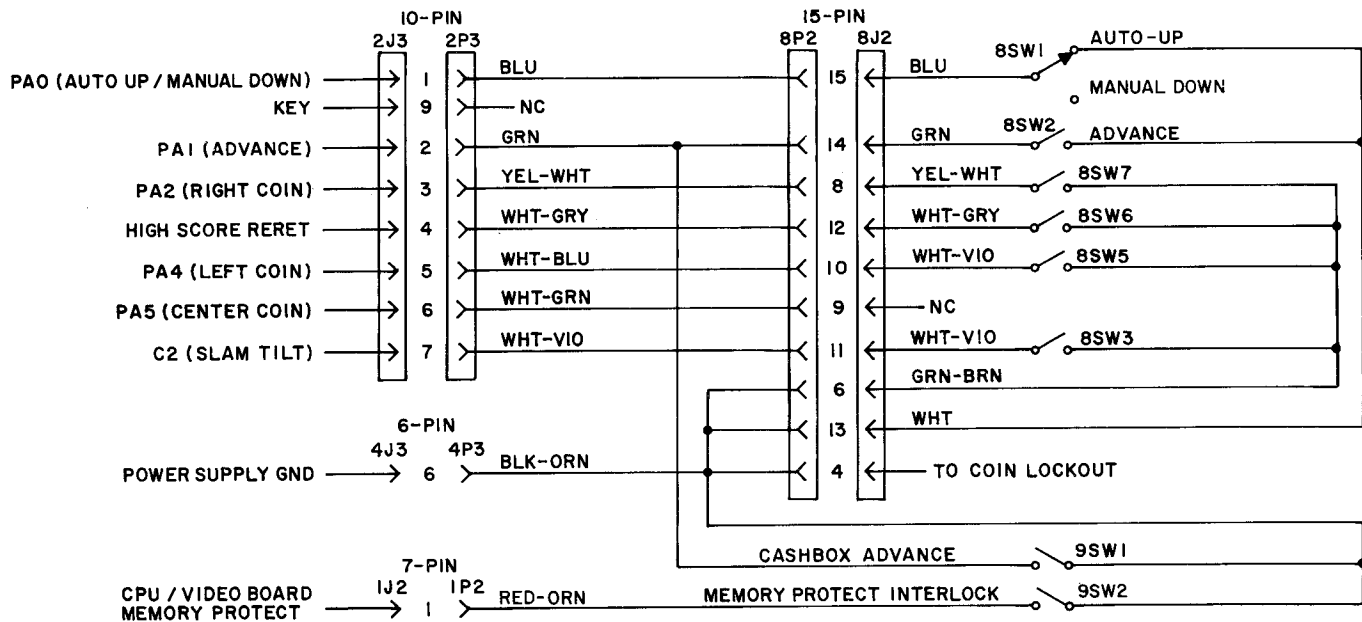 10-PIN
15-PIN
2J3 2P3
8P2 8J2
8SW1 AUTO-UP
PA0 (AUTO UP / MANUAL DOWN) 1 BLU 15 BLU
MANUAL DOWN
KEY 9 NC
8SW2
PA1 (ADVANCE) 2 GRN 14 GRN ADVANCE
PA2 (RIGHT COIN) 3 YEL-WHT 8 YEL-WHT 8SW7
HIGH SCORE RERET 4 WHT-GRY 12 WHT-GRY 8SW6
PA4 (LEFT COIN) 5 WHT-BLU 10 WHT-VIO 8SW5
PA5 (CENTER COIN) 6 WHT-GRN 9 NC
C2 (SLAM TILT) 7 WHT-VIO 11 WHT-VIO 8SW3
6 GRN-BRN
6-PIN
13 WHT
4J3 4P3
POWER SUPPLY GND 6 BLK-ORN 4 TO COIN LOCKOUT
CASHBOX ADVANCE 9SW1
7-PIN
1J2 1P2
CPU / VIDEO BOARD
MEMORY PROTECT 1 RED-ORN MEMORY PROTECT INTERLOCK 9SW2